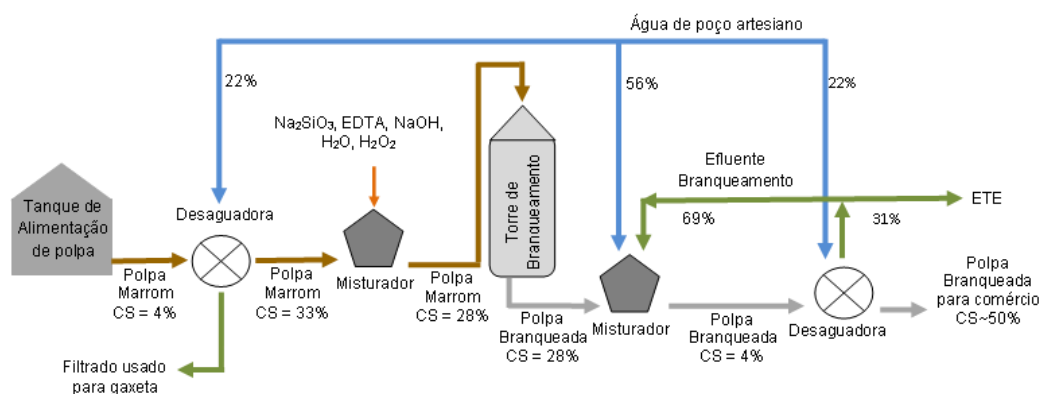 Água de poço artesiano
22%
56%
22%
Na₂SiO₃, EDTA, NaOH,
H₂O, H₂O₂
Efluente
Branqueamento
ETE
69%
31%
Tanque de
Alimentação
de polpa
Desaguadora
Torre de
Branqueamento
Polpa
Marrom
CS = 4%
Polpa
Marrom
CS = 33%
Misturador
Polpa
Marrom
CS = 28%
Polpa
Branqueada
CS = 28%
Misturador
Polpa
Branqueada
CS = 4%
Desaguadora
Polpa
Branqueada
para comércio
CS~50%
Filtrado usado
para gaxeta